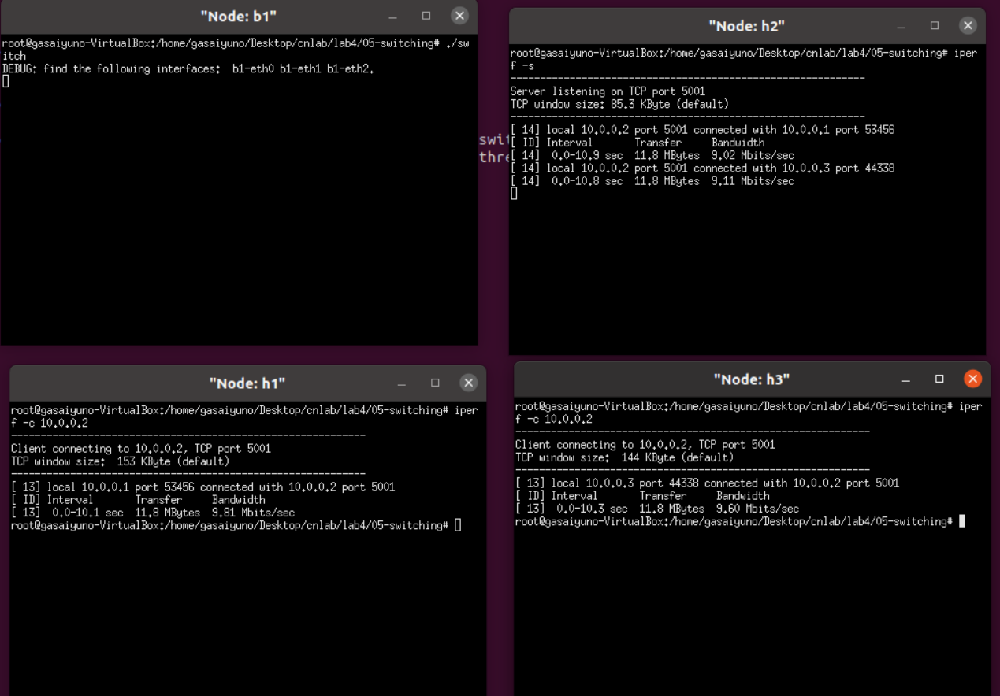 "Node: b1"
root@gasaiyuno-VirtualBox:/home/gasaiyuno/Desktop/cnlab/lab4/05-switching# ./sw
itch
DEBUG: find the following interfaces:  b1-eth0 b1-eth1 b1-eth2.
swit
thre
"Node: h2"
root@gasaiyuno-VirtualBox:/home/gasaiyuno/Desktop/cnlab/lab4/05-switching# iper
f -s
------------------------------------------------------------
Server listening on TCP port 5001
TCP window size: 85.3 KByte (default)
------------------------------------------------------------
[ 14] local 10.0.0.2 port 5001 connected with 10.0.0.1 port 53456
[ ID] Interval       Transfer     Bandwidth
[ 14]  0.0-10.9 sec  11.8 MBytes  9.02 Mbits/sec
[ 14] local 10.0.0.2 port 5001 connected with 10.0.0.3 port 44338
[ 14]  0.0-10.8 sec  11.8 MBytes  9.11 Mbits/sec
"Node: h1"
root@gasaiyuno-VirtualBox:/home/gasaiyuno/Desktop/cnlab/lab4/05-switching# iper
f -c 10.0.0.2
------------------------------------------------------------
Client connecting to 10.0.0.2, TCP port 5001
TCP window size:  153 KByte (default)
------------------------------------------------------------
[ 13] local 10.0.0.1 port 53456 connected with 10.0.0.2 port 5001
[ ID] Interval       Transfer     Bandwidth
[ 13]  0.0-10.1 sec  11.8 MBytes  9.81 Mbits/sec
root@gasaiyuno-VirtualBox:/home/gasaiyuno/Desktop/cnlab/lab4/05-switching#
"Node: h3"
root@gasaiyuno-VirtualBox:/home/gasaiyuno/Desktop/cnlab/lab4/05-switching# iper
f -c 10.0.0.2
------------------------------------------------------------
Client connecting to 10.0.0.2, TCP port 5001
TCP window size:  144 KByte (default)
------------------------------------------------------------
[ 13] local 10.0.0.3 port 44338 connected with 10.0.0.2 port 5001
[ ID] Interval       Transfer     Bandwidth
[ 13]  0.0-10.3 sec  11.8 MBytes  9.60 Mbits/sec
root@gasaiyuno-VirtualBox:/home/gasaiyuno/Desktop/cnlab/lab4/05-switching#